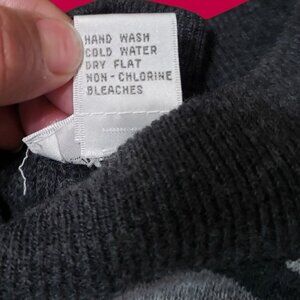 HAND WASH
COLD WATER
DRY FLAT
NON-CHLORINE
BLEACHES